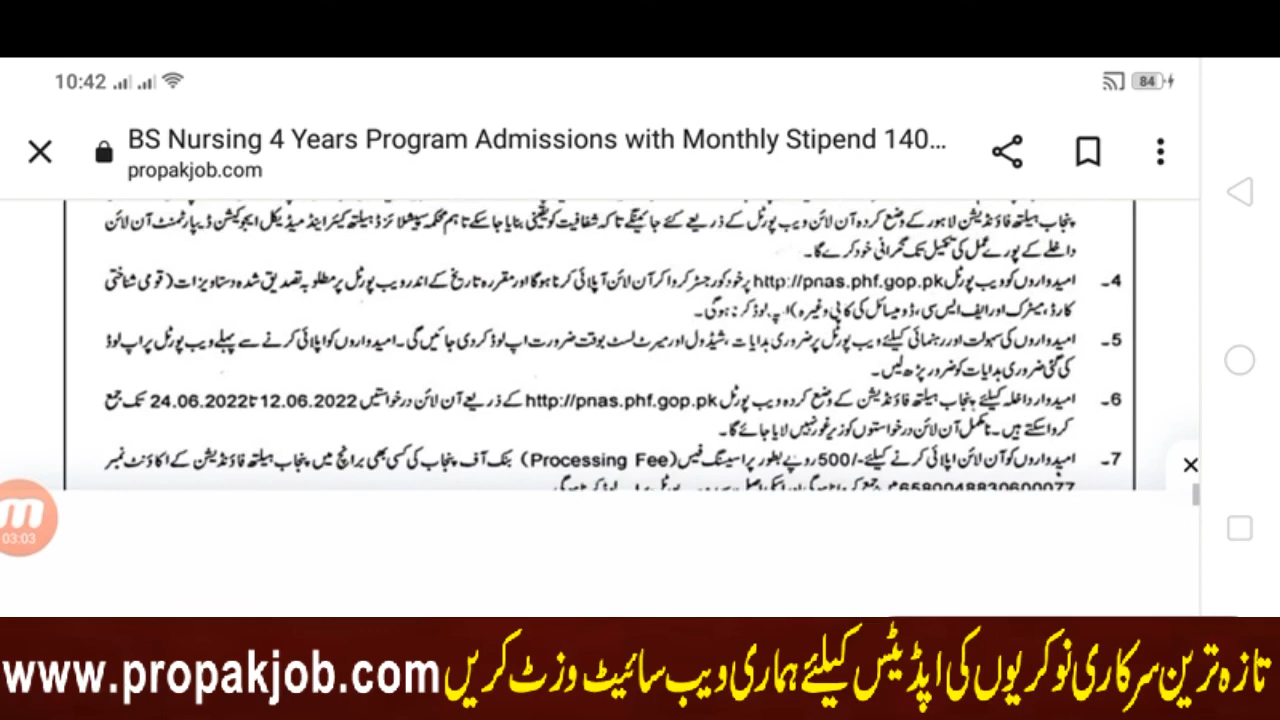 10:42
84
BS Nursing 4 Years Program Admissions with Monthly Stipend 140...
propakjob.com
پنجاب ہیلتھ فاؤنڈیشن لاہور کے وضع کردہ آن لائن ویب پورٹل کے ذریعے کئے جائینگے تاکہ شفافیت کو یقینی بنایا جاسکے تاہم محکمہ سپیشلائزڈ ہیلتھ کیئر اینڈ میڈیکل ایجوکیشن ڈیپارٹمنٹ آن لائن
داخلے کے پورے عمل کی تکمیل تک نگرانی خود کرے گا۔
4۔ امیدواروں کو ویب پورٹل http://pnas.phf.gop.pk پر خود کو رجسٹر کروا کر آن لائن آپلائی کرنا ہوگا اور مقررہ تاریخ کے اندر ویب پورٹل پر مطلوبہ تصدیق شدہ دستاویزات (قومی شناختی
کارڈ، میٹرک اور ایف ایس سی، ڈومیسائل کی کاپی وغیرہ) اپ لوڈ کرنا ہوگی۔
5۔ امیدواروں کی سہولت اور رہنمائی کیلئے ویب پورٹل پر ضروری ہدایات، شیڈول اور میرٹ لسٹ بوقت ضرورت اپ لوڈ کر دی جائیں گی۔ امیدواروں کو اپلائی کرنے سے پہلے ویب پورٹل پر اپ لوڈ
کی گئی ضروری ہدایات کو ضرور پڑھ لیں۔
6۔ امیدوار داخلہ کیلئے پنجاب ہیلتھ فاؤنڈیشن کے وضع کردہ ویب پورٹل http://pnas.phf.gop.pk کے ذریعے آن لائن درخواستیں 12.06.2022 تا 24.06.2022 تک جمع
کروا سکتے ہیں۔ نامکمل آن لائن درخواستوں کو زیر غور نہیں لایا جائے گا۔
7۔ امیدواروں کو آن لائن اپلائی کرنے کیلئے -/500 روپے بطور پراسیسنگ فیس (Processing Fee) بنک آف پنجاب کی کسی بھی برانچ میں پنجاب ہیلتھ فاؤنڈیشن کے اکاؤنٹ نمبر
6580048830600077
m
03:03
تازہ ترین سرکاری نوکریوں کی اپڈیٹس کیلئے ہماری ویب سائیٹ وزٹ کریں www.propakjob.com